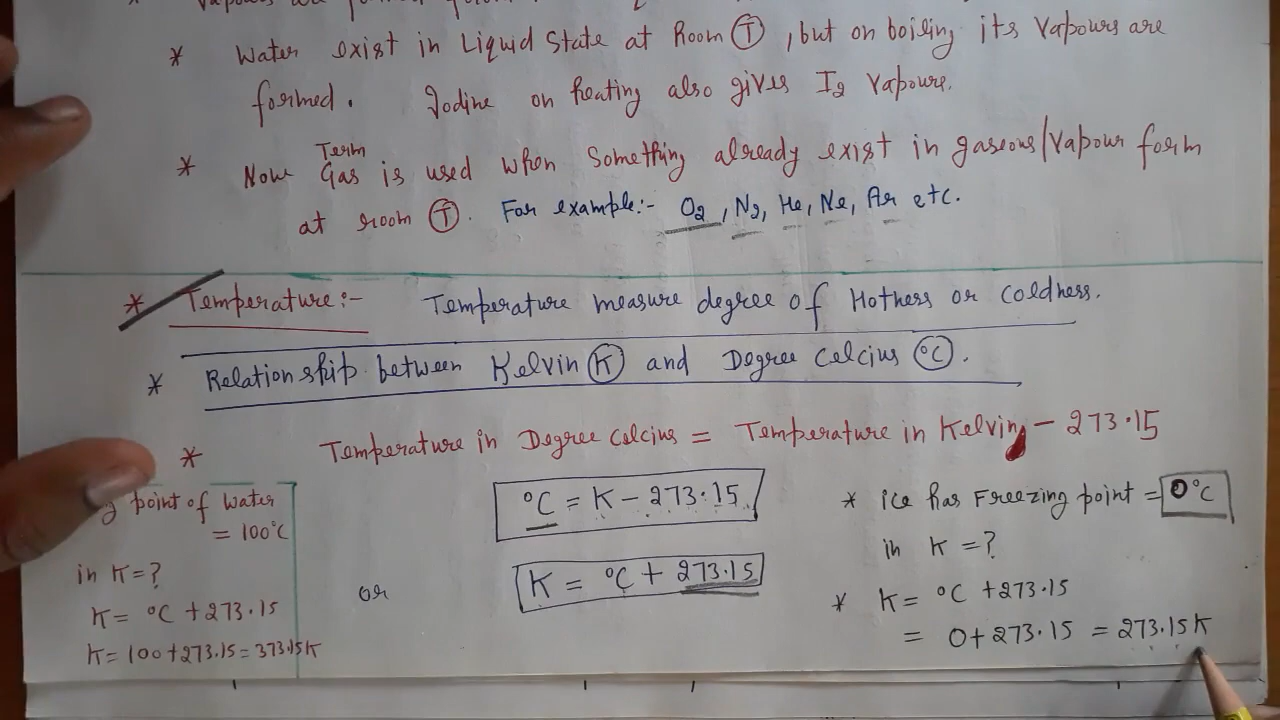 * Water exist in Liquid State at Room (T), but on boiling its Vapours are
formed. Iodine on heating also gives I2 Vapours.
Term
* Now Gas is used when Something already exist in gaseous/Vapour form
at room (T). For example:- O2, N2, He, Ne, Ar etc.
* Temperature:- Temperature measure degree of Hotness or Coldness.
* Relationship between Kelvin (K) and Degree Celcius (°C).
* Temperature in Degree Celcius = Temperature in Kelvin - 273.15
point of Water
= 100°C
in K=?
K= °C +273.15
K= 100+273.15=373.15K
°C = K - 273.15
or
K = °C + 273.15
* ice has Freezing point = 0°C
in K =?
* K= °C +273.15
= 0+273.15 = 273.15K